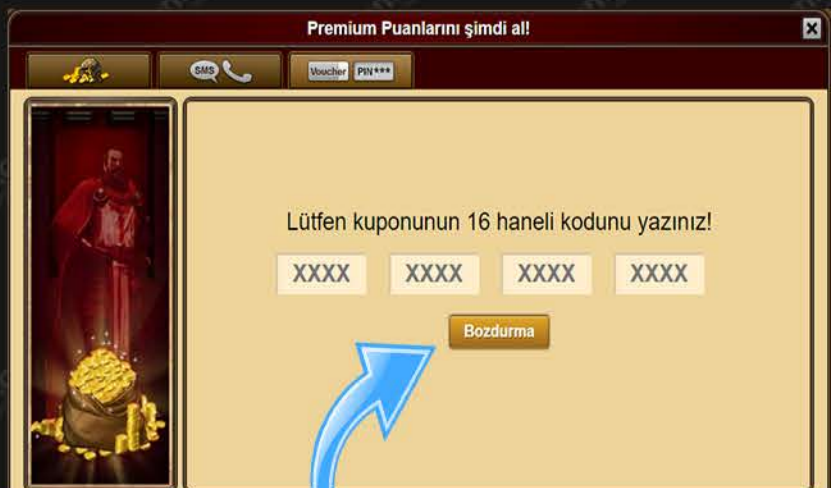 Premium Puanlarını şimdi al!
SMS
Voucher PIN***
Lütfen kuponunun 16 haneli kodunu yazınız!
XXXX XXXX XXXX XXXX
Bozdurma